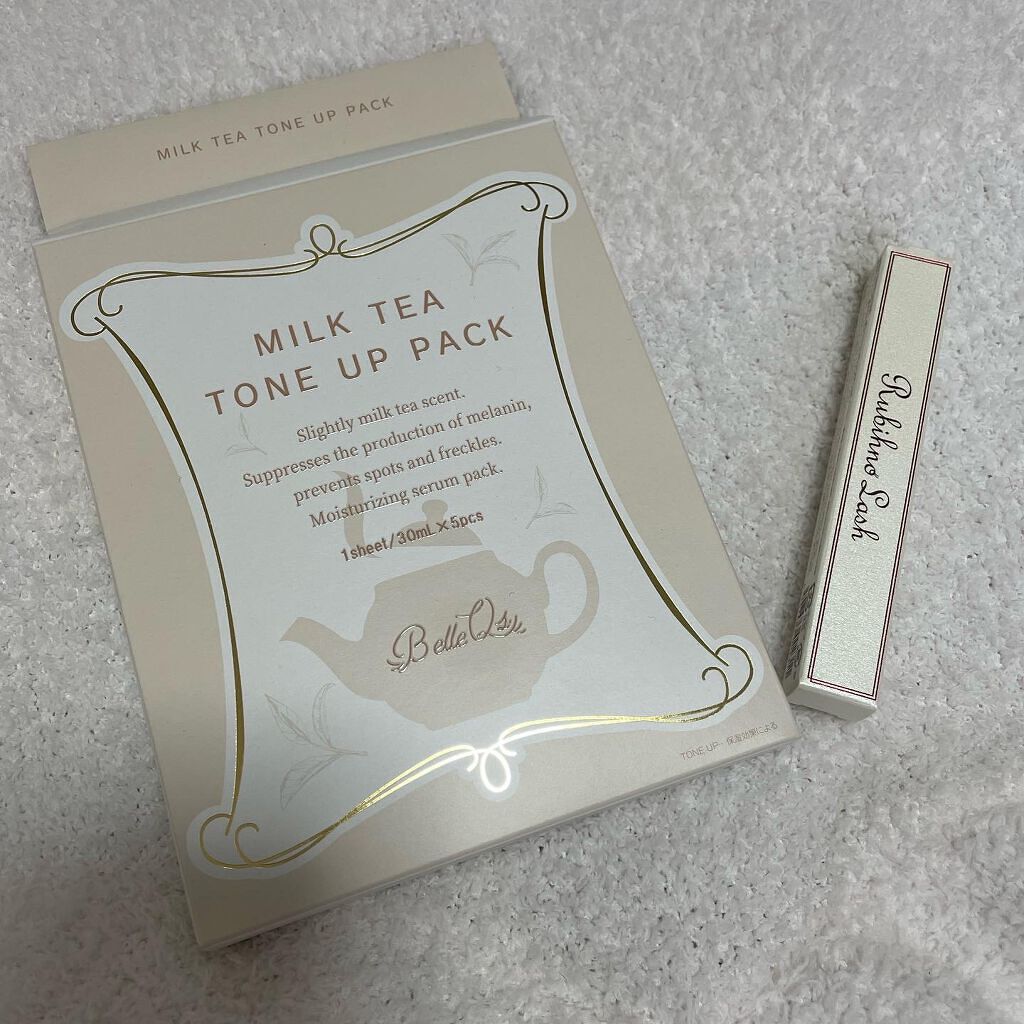 MILK TEA TONE UP PACK
MILK TEA
TONE UP PACK
Slightly milk tea scent.
Suppresses the production of melanin,
prevents spots and freckles.
Moisturizing serum pack.
1sheet/30mL×5pcs
BelleQs
TONE UP… 保湿効果による
Rubihno Lash